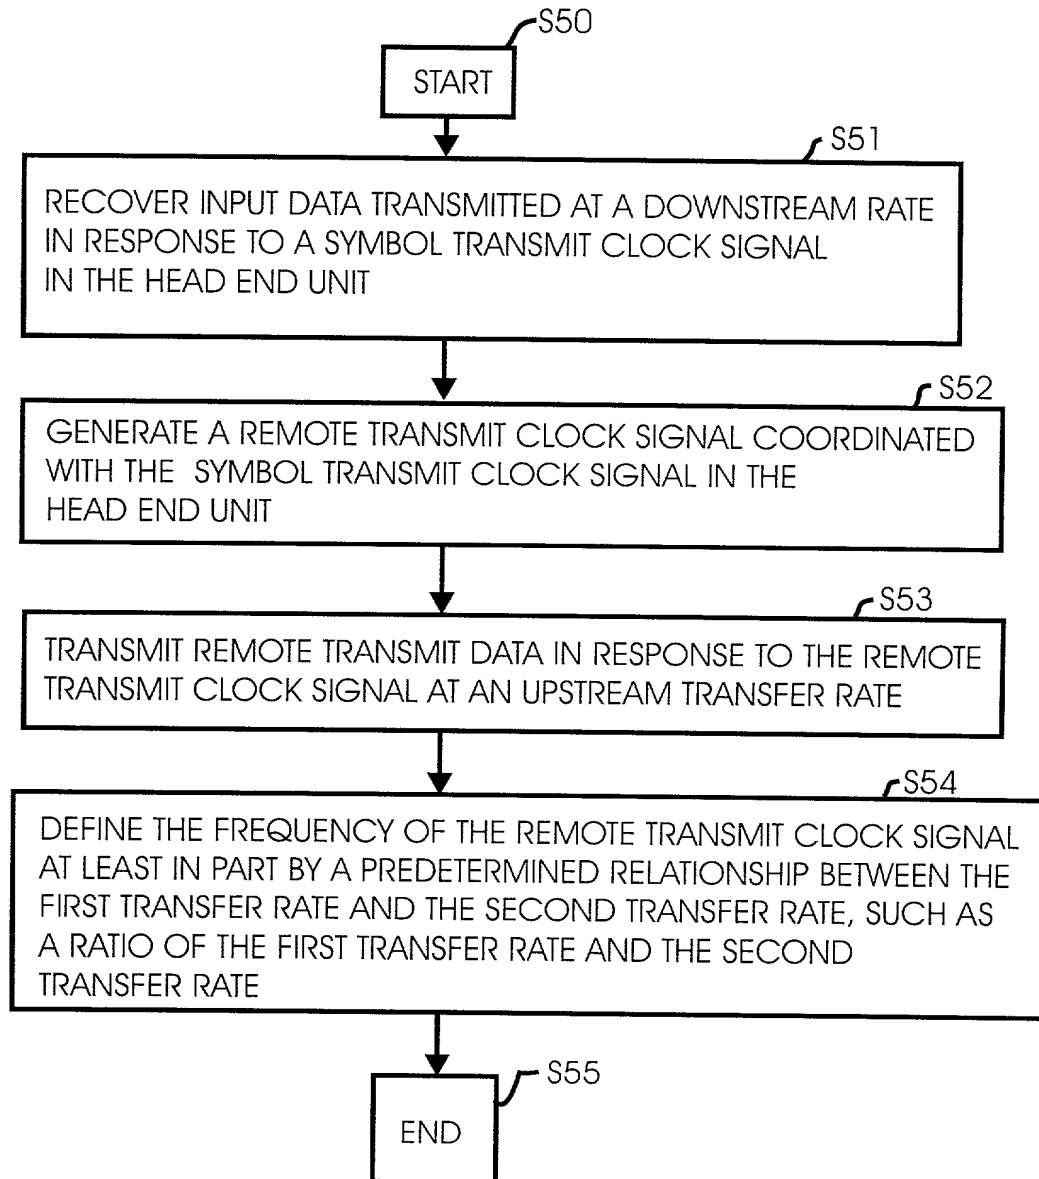 S50
START
S51
RECOVER INPUT DATA TRANSMITTED AT A DOWNSTREAM RATE
IN RESPONSE TO A SYMBOL TRANSMIT CLOCK SIGNAL
IN THE HEAD END UNIT
S52
GENERATE A REMOTE TRANSMIT CLOCK SIGNAL COORDINATED
WITH THE SYMBOL TRANSMIT CLOCK SIGNAL IN THE
HEAD END UNIT
S53
TRANSMIT REMOTE TRANSMIT DATA IN RESPONSE TO THE REMOTE
TRANSMIT CLOCK SIGNAL AT AN UPSTREAM TRANSFER RATE
S54
DEFINE THE FREQUENCY OF THE REMOTE TRANSMIT CLOCK SIGNAL
AT LEAST IN PART BY A PREDETERMINED RELATIONSHIP BETWEEN THE
FIRST TRANSFER RATE AND THE SECOND TRANSFER RATE, SUCH AS
A RATIO OF THE FIRST TRANSFER RATE AND THE SECOND
TRANSFER RATE
S55
END